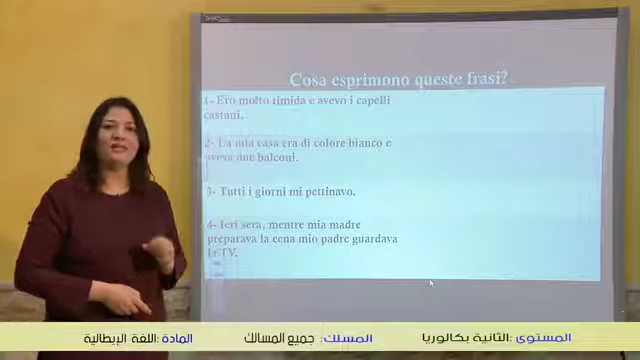 Cosa esprimono queste frasi?
1- Ero molto timida e avevo i capelli
castani.
2- La mia casa era di colore bianco e
aveva due balconi.
3- Tutti i giorni mi pettinavo.
4- Ieri sera, mentre mia madre
preparava la cena mio padre guardava
la TV.
المستوى :الثانية بكالوريا المسلك: جميع المسالك المادة :اللغة الإيطالية